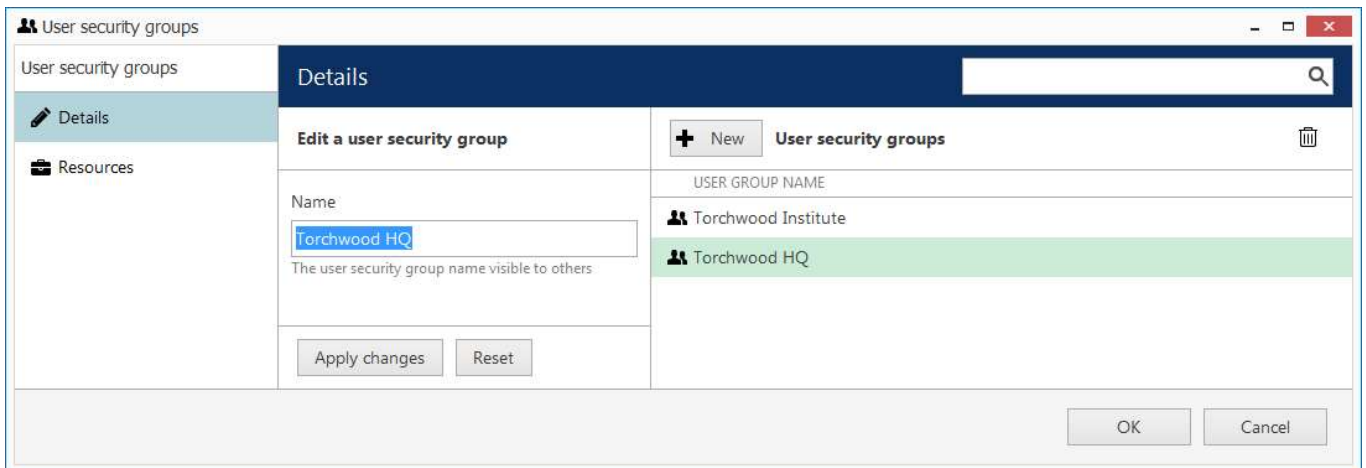 User security groups
User security groups
Details
Details
Resources
Edit a user security group
New
User security groups
Name
Torchwood HQ
The user security group name visible to others
USER GROUP NAME
Torchwood Institute
Torchwood HQ
Apply changes
Reset
OK
Cancel